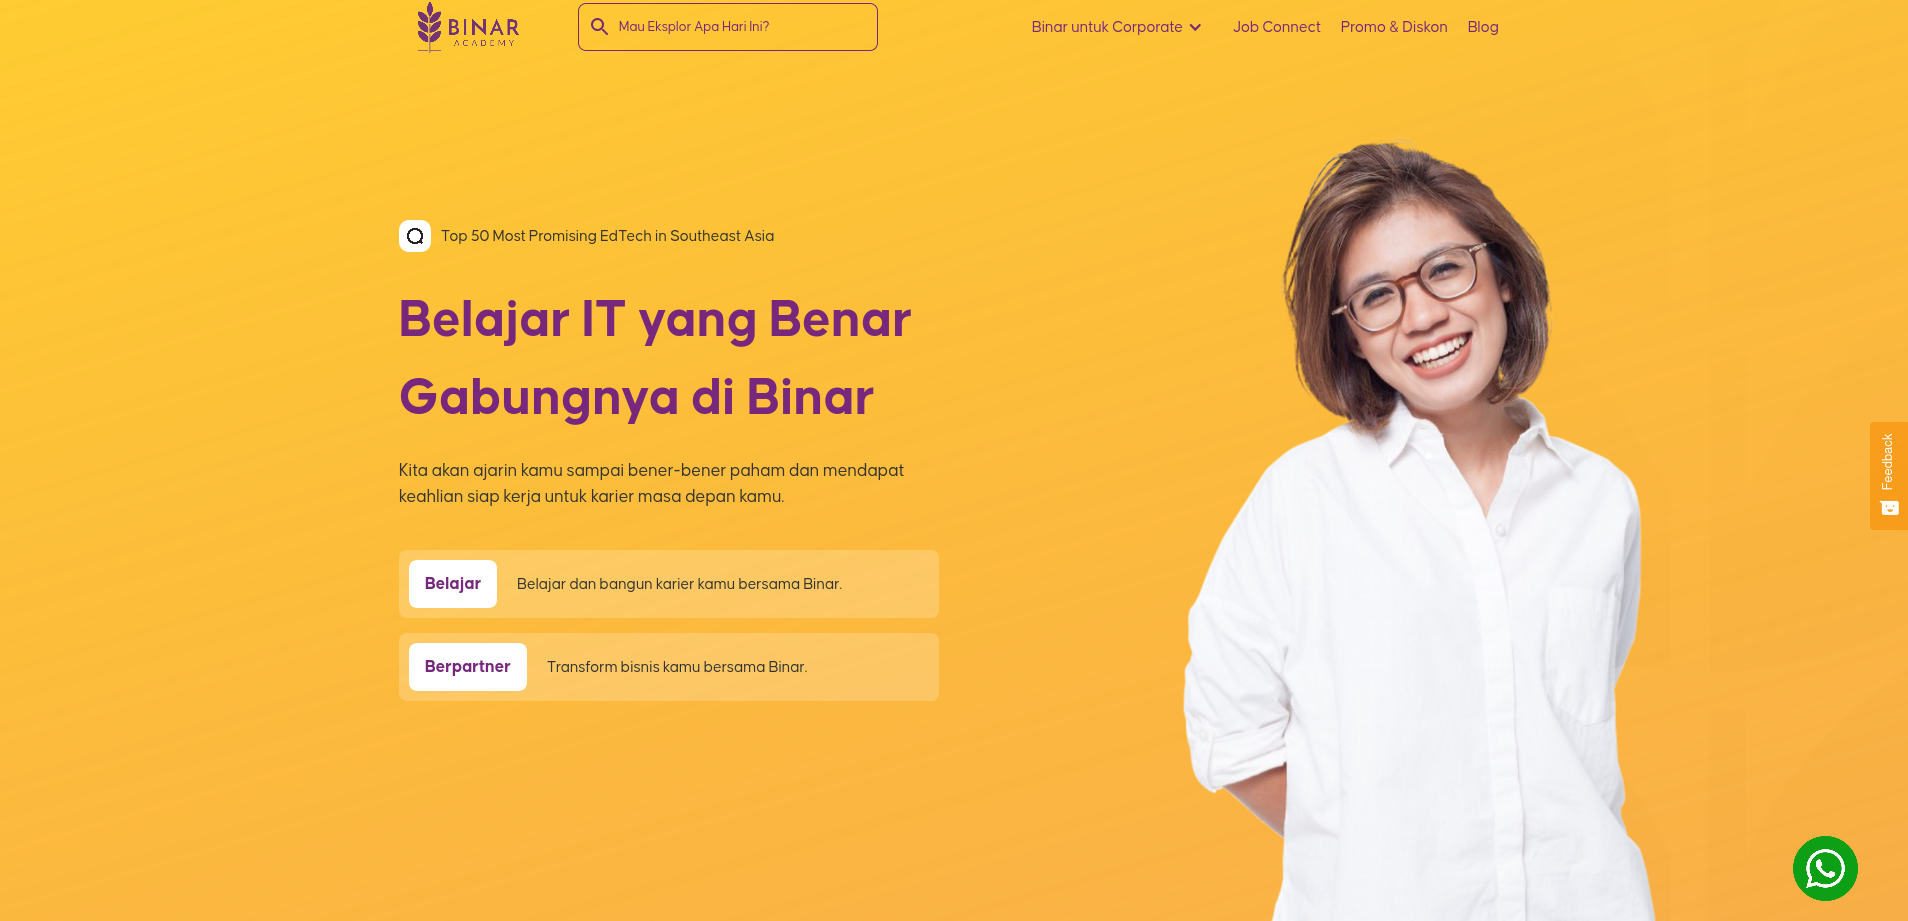 BINAR
ACADEMY
Mau Eksplor Apa Hari Ini?
Binar untuk Corporate
Job Connect
Promo & Diskon
Blog
Top 50 Most Promising EdTech in Southeast Asia
Belajar IT yang Benar
Gabungnya di Binar
Kita akan ajarin kamu sampai bener-bener paham dan mendapat
keahlian siap kerja untuk karier masa depan kamu.
Belajar
Belajar dan bangun karier kamu bersama Binar.
Berpartner
Transform bisnis kamu bersama Binar.
Feedback